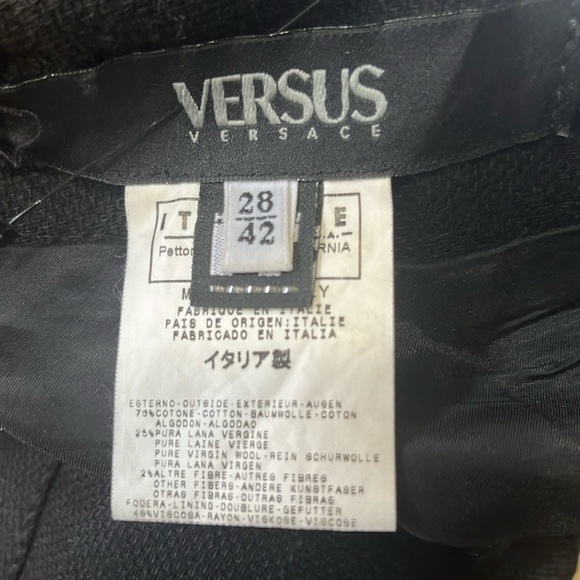 VERSUS
VERSACE
28
42
I T E
Petto RNIA
M Y
FABRIQUE EN ITALIE
PAIS DE ORIGEN:ITALIE
FABRICADO EN ITALIA
イタリア製
ESTERNO-OUTSIDE-EXTERIEUR-AUSEN
73%COTONE-COTTON-BAUMWOLLE-COTON
ALGODON-ALGODAO
25%PURA LANA VERGINE
PURE LAINE VIERGE
PURE VIRGIN WOOL-REIN SCHURWOLLE
PURA LANA VIRGEN
2%ALTRE FIBRE-AUTRES FIBRES
OTHER FIBERS-ANDERE KUNSTFASER
OTRAS FIBRAS-OUTRAS FIBRAS
FODERA-LINING-DOUBLURE-GEFUTTER
48%VISCOSA-RAYON-VISKOSE-VISCOSE